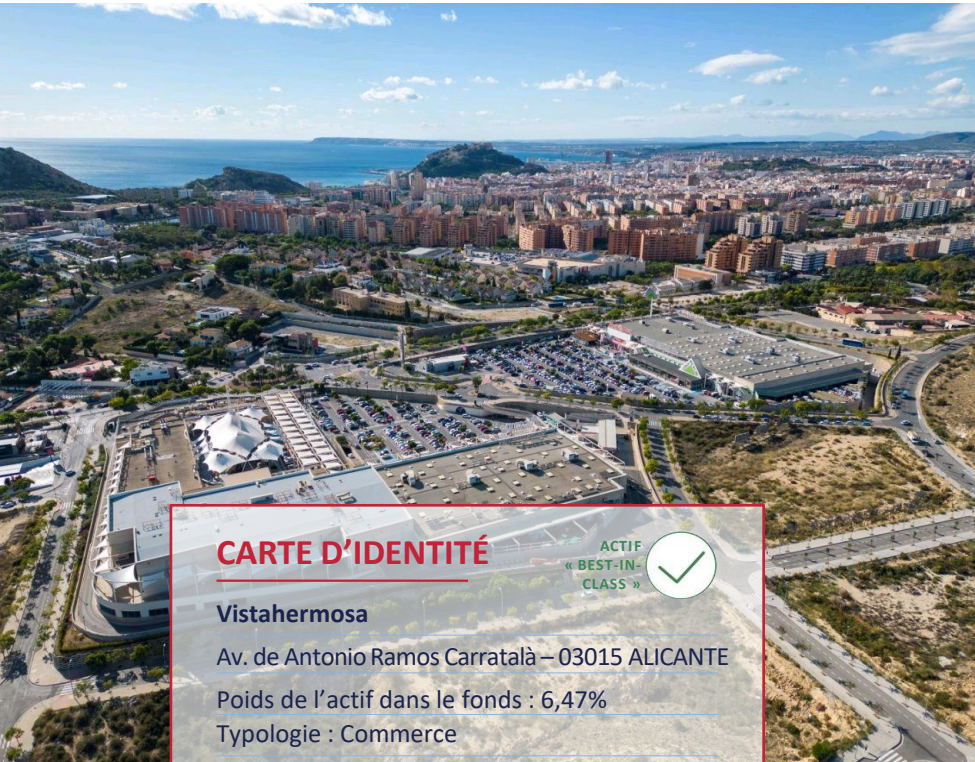 CARTE D’IDENTITÉ
ACTIF
« BEST-IN-
CLASS »
Vistahermosa
Av. de Antonio Ramos Carratalà – 03015 ALICANTE
Poids de l’actif dans le fonds : 6,47%
Typologie : Commerce